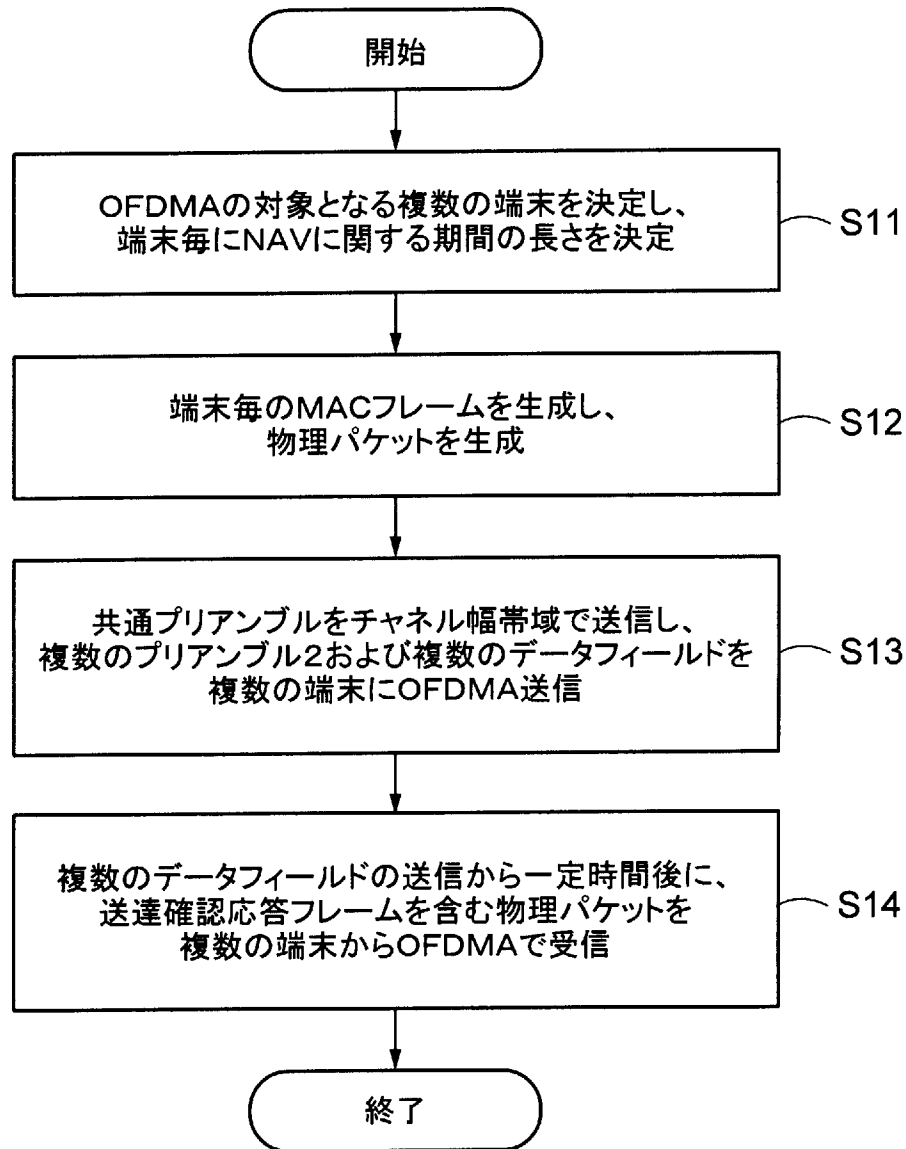 開始
OFDMAの対象となる複数の端末を決定し、
端末毎にNAVに関する期間の長さを決定
S11
端末毎のMACフレームを生成し、
物理パケットを生成
S12
共通プリアンブルをチャネル幅帯域で送信し、
複数のプリアンブル2および複数のデータフィールドを
複数の端末にOFDMA送信
S13
複数のデータフィールドの送信から一定時間後に、
送達確認応答フレームを含む物理パケットを
複数の端末からOFDMAで受信
S14
終了